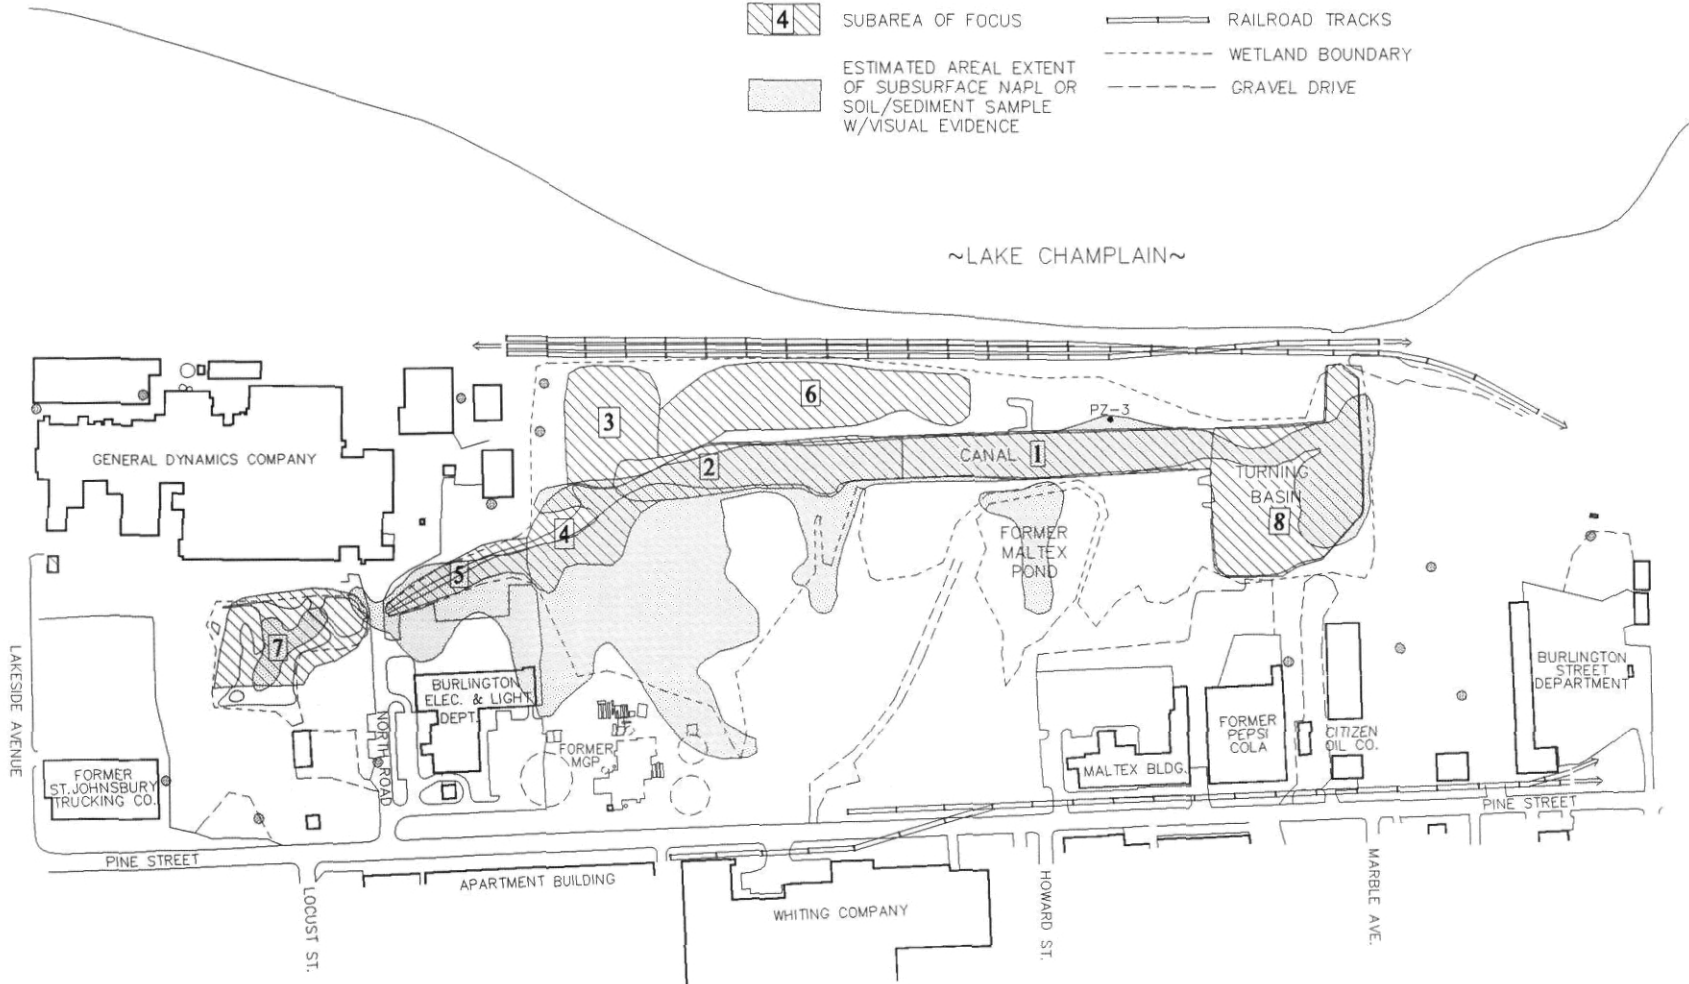 4 SUBAREA OF FOCUS
RAILROAD TRACKS
WETLAND BOUNDARY
ESTIMATED AREAL EXTENT
OF SUBSURFACE NAPL OR
SOIL/SEDIMENT SAMPLE
W/VISUAL EVIDENCE
GRAVEL DRIVE
~LAKE CHAMPLAIN~
6
3
PZ-3
GENERAL DYNAMICS COMPANY
2
CANAL 1
TURNING
BASIN
8
4
FORMER
MALTEX
POND
5
7
LAKESIDE AVENUE
BURLINGTON
ELEC. & LIGHT
DEPT.
NORTH ROAD
FORMER
MGP
BURLINGTON
STREET
DEPARTMENT
FORMER
PEPSI
COLA
CITIZEN
OIL CO.
MALTEX BLDG.
FORMER
ST.JOHNSBURY
TRUCKING CO.
PINE STREET
PINE STREET
APARTMENT BUILDING
LOCUST ST.
WHITING COMPANY
HOWARD ST.
MARBLE AVE.